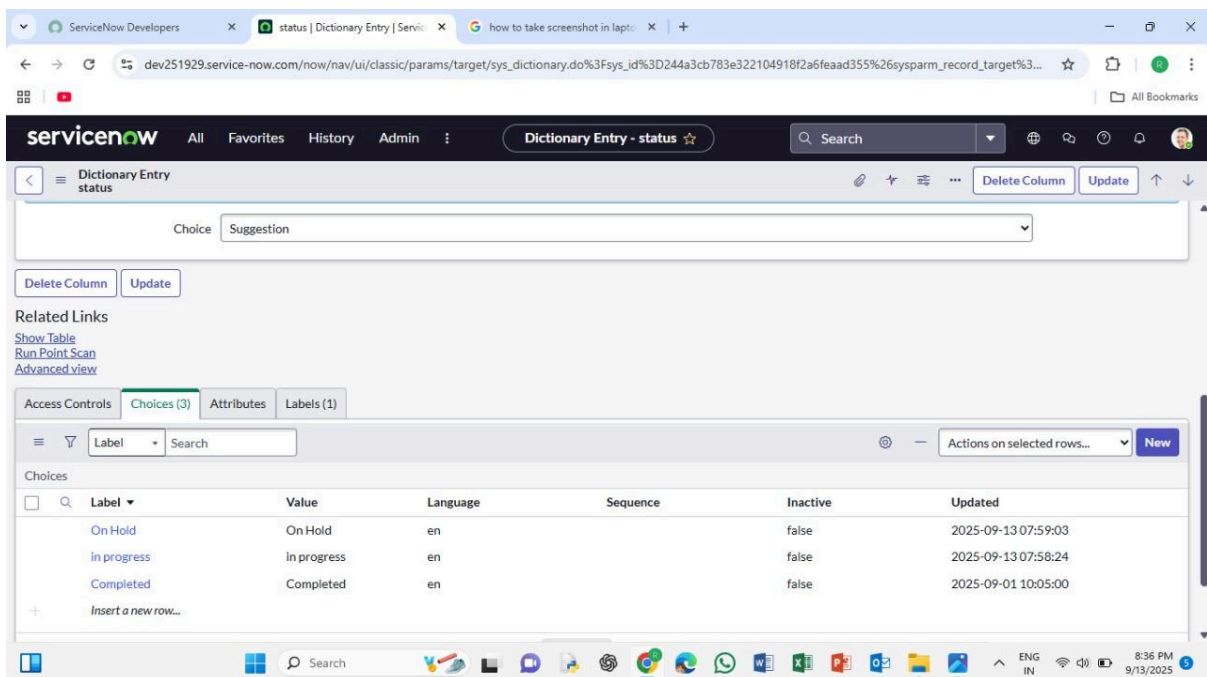 ServiceNow Developers
status | Dictionary Entry | Servic
how to take screenshot in lapto
dev251929.service-now.com/now/nav/ui/classic/params/target/sys_dictionary.do%3Fsys_id%3D244a3cb783e322104918f2a6feaad355%26sysparm_record_target%3...
R
All Bookmarks
servicenow All Favorites History Admin Dictionary Entry - status Search
Dictionary Entry
status
Delete Column Update
Choice Suggestion
Delete Column Update
Related Links
Show Table
Run Point Scan
Advanced view
Access Controls Choices (3) Attributes Labels (1)
Label Search Actions on selected rows... New
Choices
Label Value Language Sequence Inactive Updated
On Hold On Hold en false 2025-09-13 07:59:03
in progress in progress en false 2025-09-13 07:58:24
Completed Completed en false 2025-09-01 10:05:00
Insert a new row...
Search ENG 8:36 PM
IN 9/13/2025 5